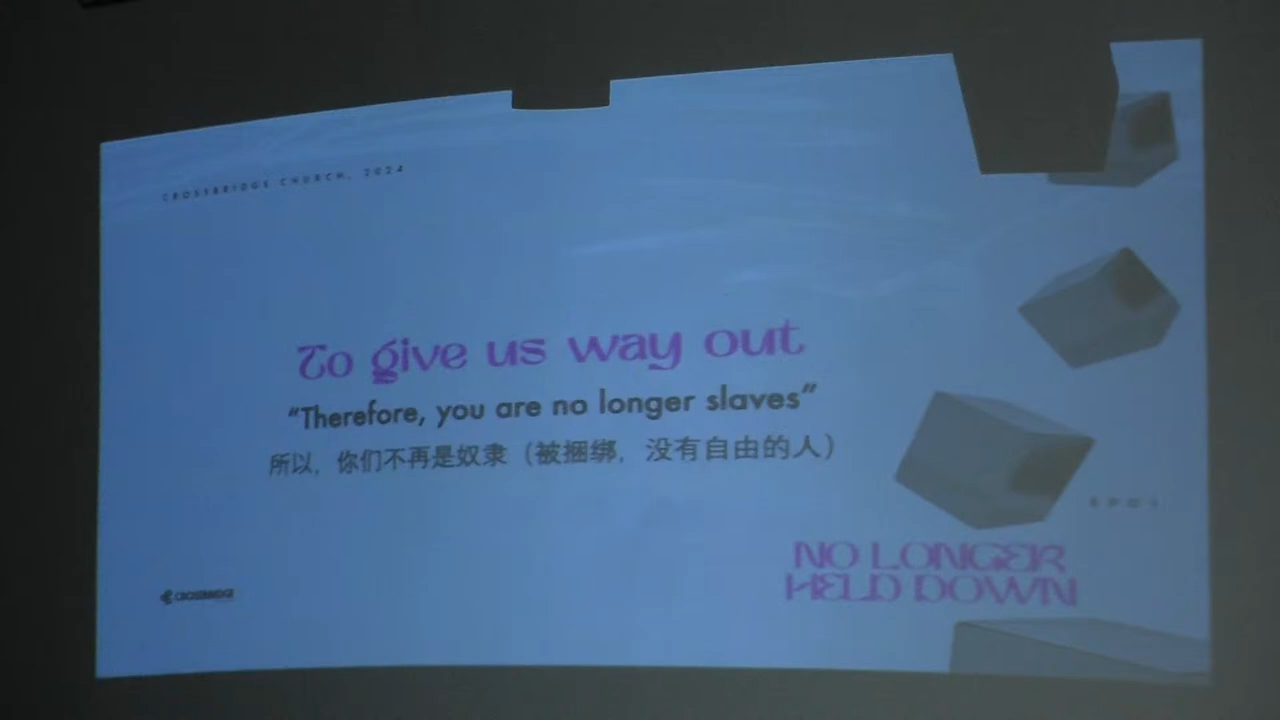 CROSSBRIDGE CHURCH, 2024
To give us way out
“Therefore, you are no longer slaves”
所以，你们不再是奴隶（被捆绑，没有自由的人）
NO LONGER
HELD DOWN
CROSSBRIDGE